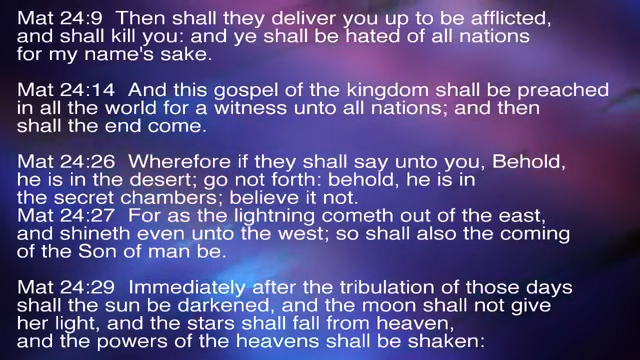 Mat 24:9  Then shall they deliver you up to be afflicted,
and shall kill you: and ye shall be hated of all nations
for my name's sake.
Mat 24:14  And this gospel of the kingdom shall be preached
in all the world for a witness unto all nations; and then
shall the end come.
Mat 24:26  Wherefore if they shall say unto you, Behold,
he is in the desert; go not forth: behold, he is in
the secret chambers; believe it not.
Mat 24:27  For as the lightning cometh out of the east,
and shineth even unto the west; so shall also the coming
of the Son of man be.
Mat 24:29  Immediately after the tribulation of those days
shall the sun be darkened, and the moon shall not give
her light, and the stars shall fall from heaven,
and the powers of the heavens shall be shaken: